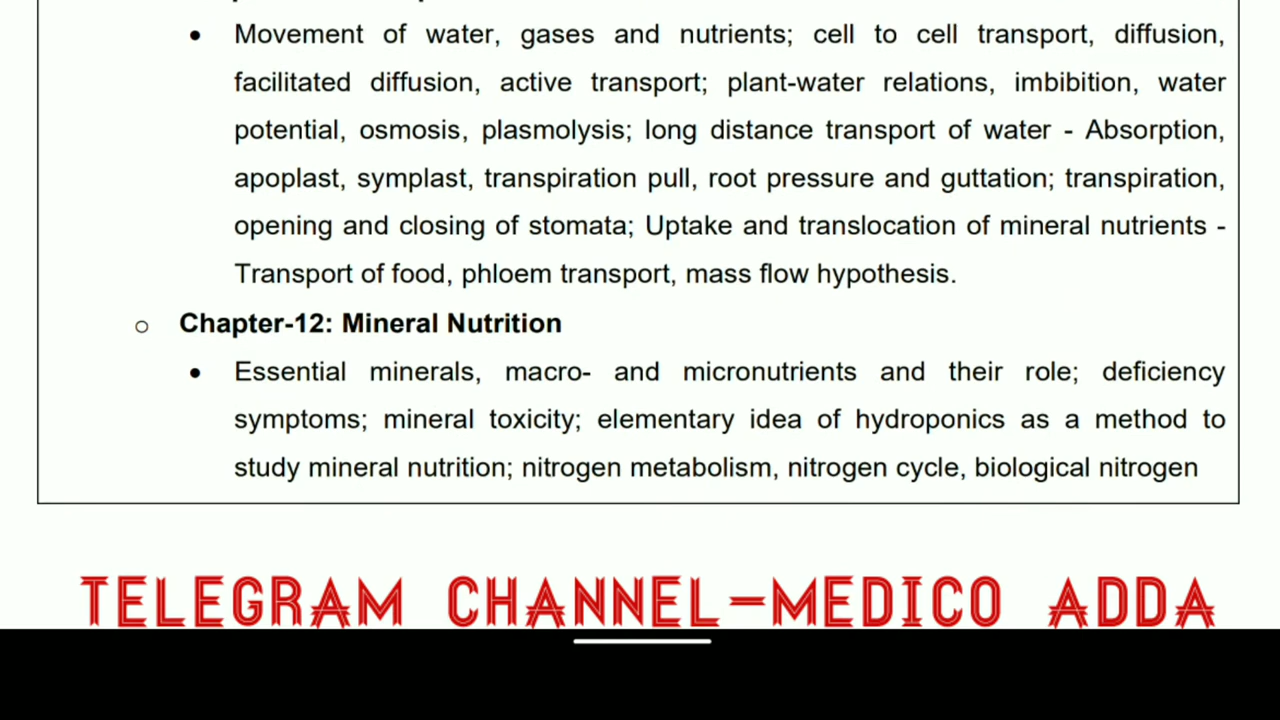 Movement of water, gases and nutrients; cell to cell transport, diffusion,
facilitated diffusion, active transport; plant-water relations, imbibition, water
potential, osmosis, plasmolysis; long distance transport of water - Absorption,
apoplast, symplast, transpiration pull, root pressure and guttation; transpiration,
opening and closing of stomata; Uptake and translocation of mineral nutrients -
Transport of food, phloem transport, mass flow hypothesis.
Chapter-12: Mineral Nutrition
Essential minerals, macro- and micronutrients and their role; deficiency
symptoms; mineral toxicity; elementary idea of hydroponics as a method to
study mineral nutrition; nitrogen metabolism, nitrogen cycle, biological nitrogen
TELEGRAM CHANNEL-MEDICO ADDA